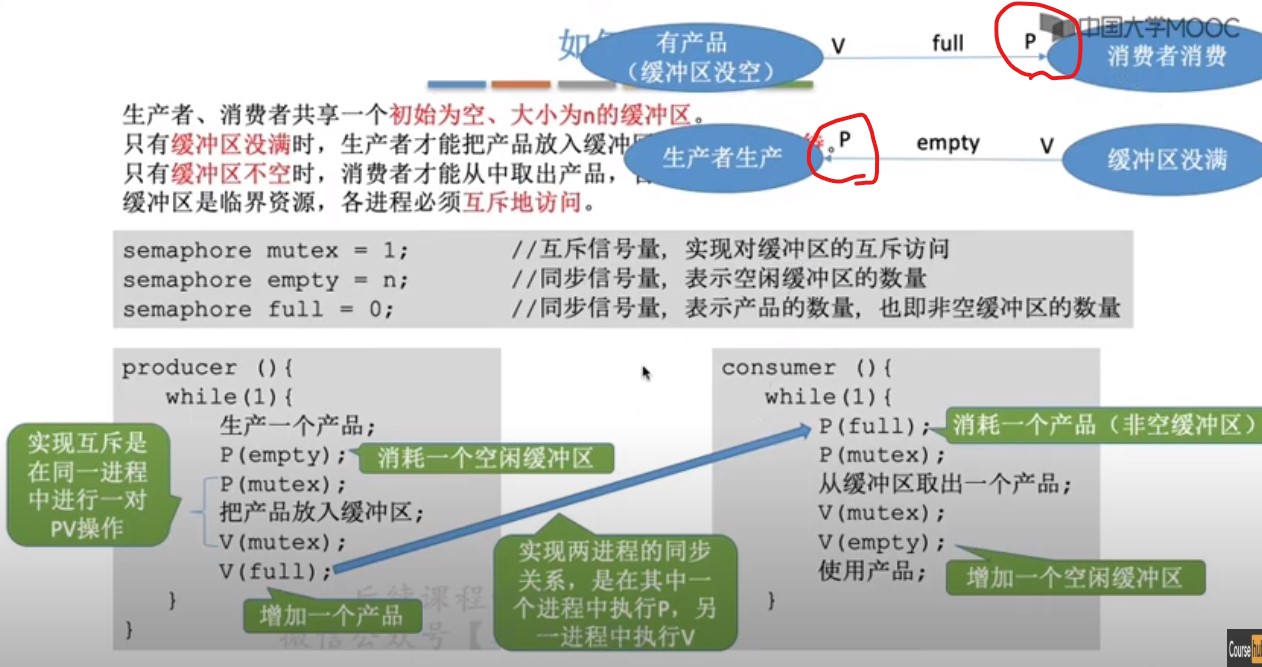 如
有产品
（缓冲区没空）
V
full
P
中国大学MOOC
消费者消费
生产者、消费者共享一个初始为空、大小为n的缓冲区。
只有缓冲区没满时，生产者才能把产品放入缓冲区
。
生产者生产
P
empty
V
缓冲区没满
只有缓冲区不空时，消费者才能从中取出产品，
缓冲区是临界资源，各进程必须互斥地访问。
semaphore mutex = 1; //互斥信号量，实现对缓冲区的互斥访问
semaphore empty = n; //同步信号量，表示空闲缓冲区的数量
semaphore full = 0; //同步信号量，表示产品的数量，也即非空缓冲区的数量
producer (){
while(1){
生产一个产品;
P(empty);
消耗一个空闲缓冲区
P(mutex);
把产品放入缓冲区;
V(mutex);
V(full);
增加一个产品
}
}
实现互斥是
在同一进程
中进行一对
PV操作
实现两进程的同步
关系，是在其中一
个进程中执行P，另
一进程中执行V
consumer (){
while(1){
P(full);
消耗一个产品（非空缓冲区）
P(mutex);
从缓冲区取出一个产品;
V(mutex);
V(empty);
增加一个空闲缓冲区
使用产品;
}
}
后续课程
微信公众号【
Course